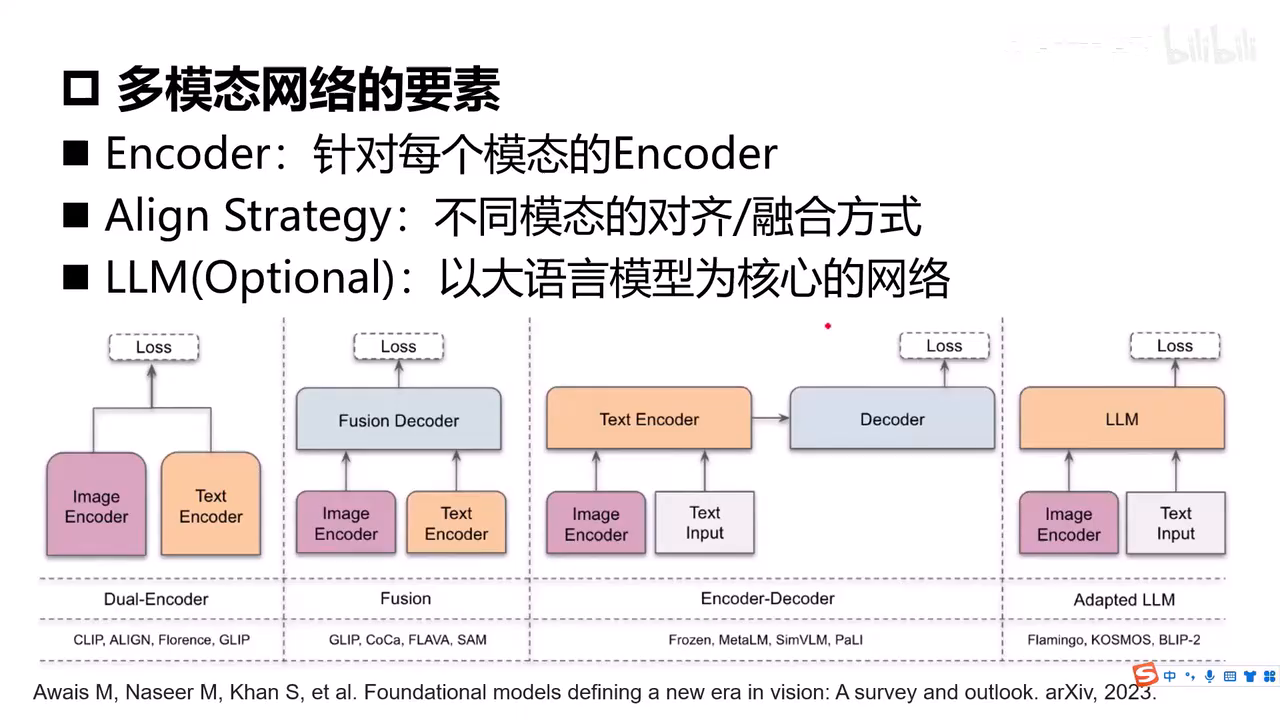 bilibili
多模态网络的要素
Encoder：针对每个模态的Encoder
Align Strategy：不同模态的对齐/融合方式
LLM(Optional)：以大语言模型为核心的网络
Loss
Image
Encoder
Text
Encoder
Dual-Encoder
CLIP, ALIGN, Florence, GLIP
Loss
Fusion Decoder
Image
Encoder
Text
Encoder
Fusion
GLIP, CoCa, FLAVA, SAM
Loss
Text Encoder
Decoder
Image
Encoder
Text
Input
Encoder-Decoder
Frozen, MetaLM, SimVLM, PaLI
Loss
LLM
Image
Encoder
Text
Input
Adapted LLM
Flamingo, KOSMOS, BLIP-2
Awais M, Naseer M, Khan S, et al. Foundational models defining a new era in vision: A survey and outlook. arXiv, 2023.
S 中